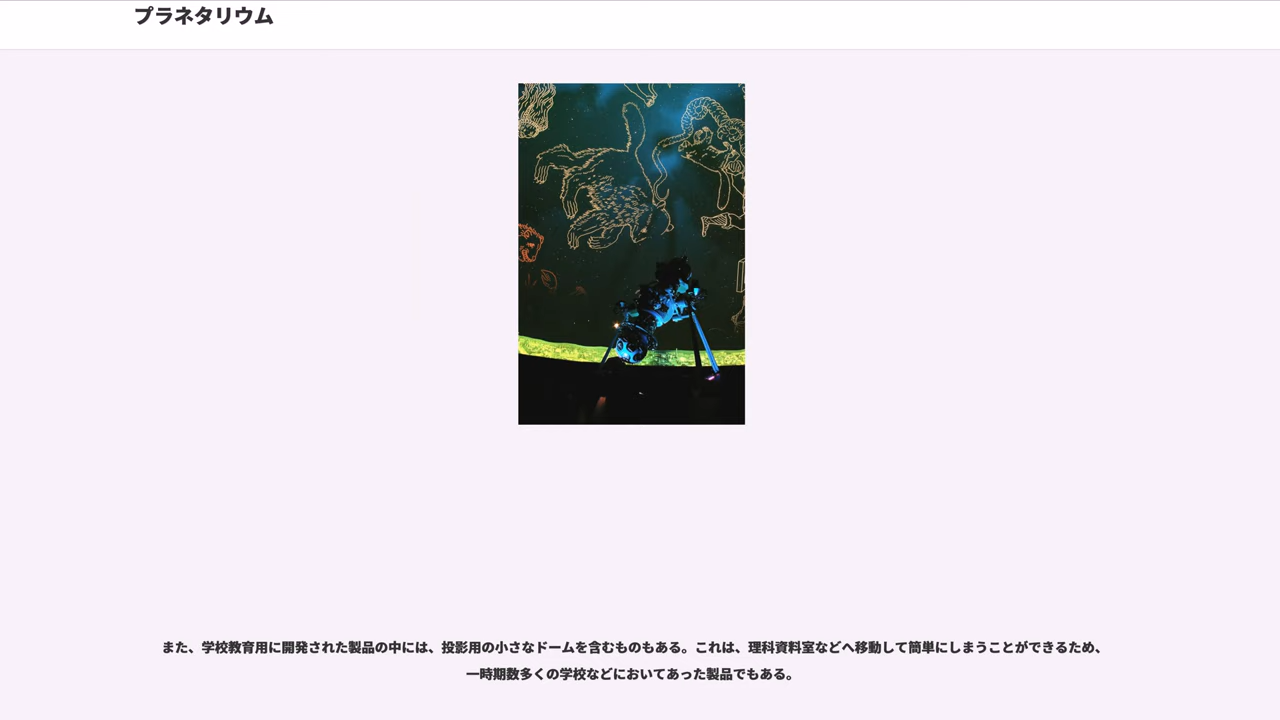 プラネタリウム
また、学校教育用に開発された製品の中には、投影用の小さなドームを含むものもある。これは、理科資料室などへ移動して簡単にしまうことができるため、
一時期数多くの学校などにおいてあった製品でもある。